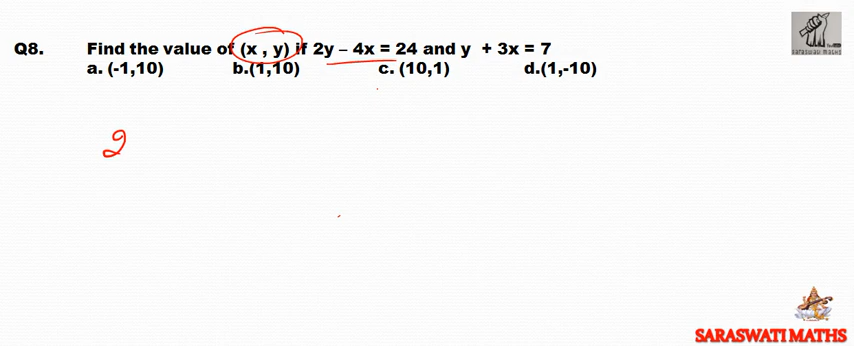 Q8. Find the value of (x , y) if 2y – 4x = 24 and y + 3x = 7
a. (-1,10) b.(1,10) c. (10,1) d.(1,-10)
2
SARASWATI MATHS
SARASWATI MATHS